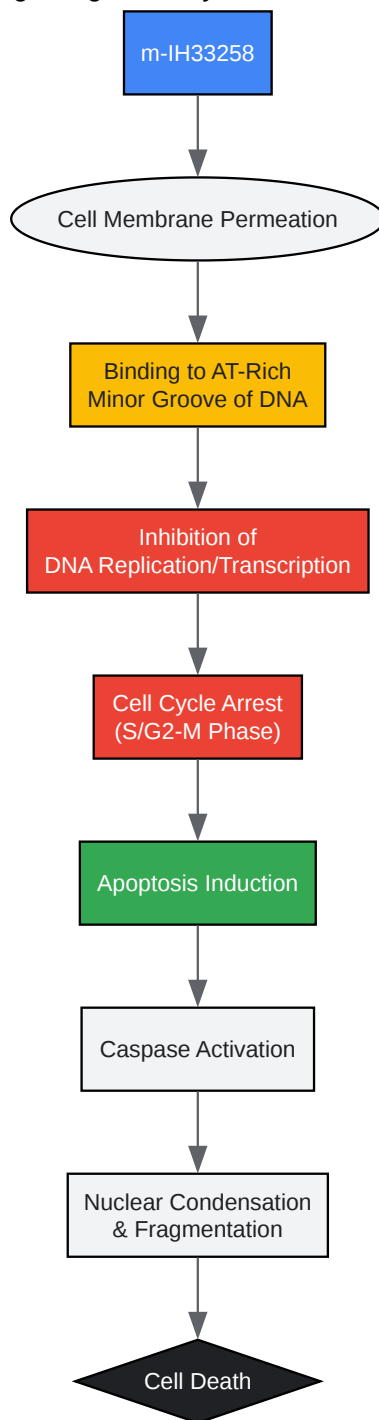 m-IH33258
Cell Membrane Permeation
Binding to AT-Rich
Minor Groove of DNA
Inhibition of
DNA Replication/Transcription
Cell Cycle Arrest
(S/G2-M Phase)
Apoptosis Induction
Caspase Activation
Nuclear Condensation
& Fragmentation
Cell Death